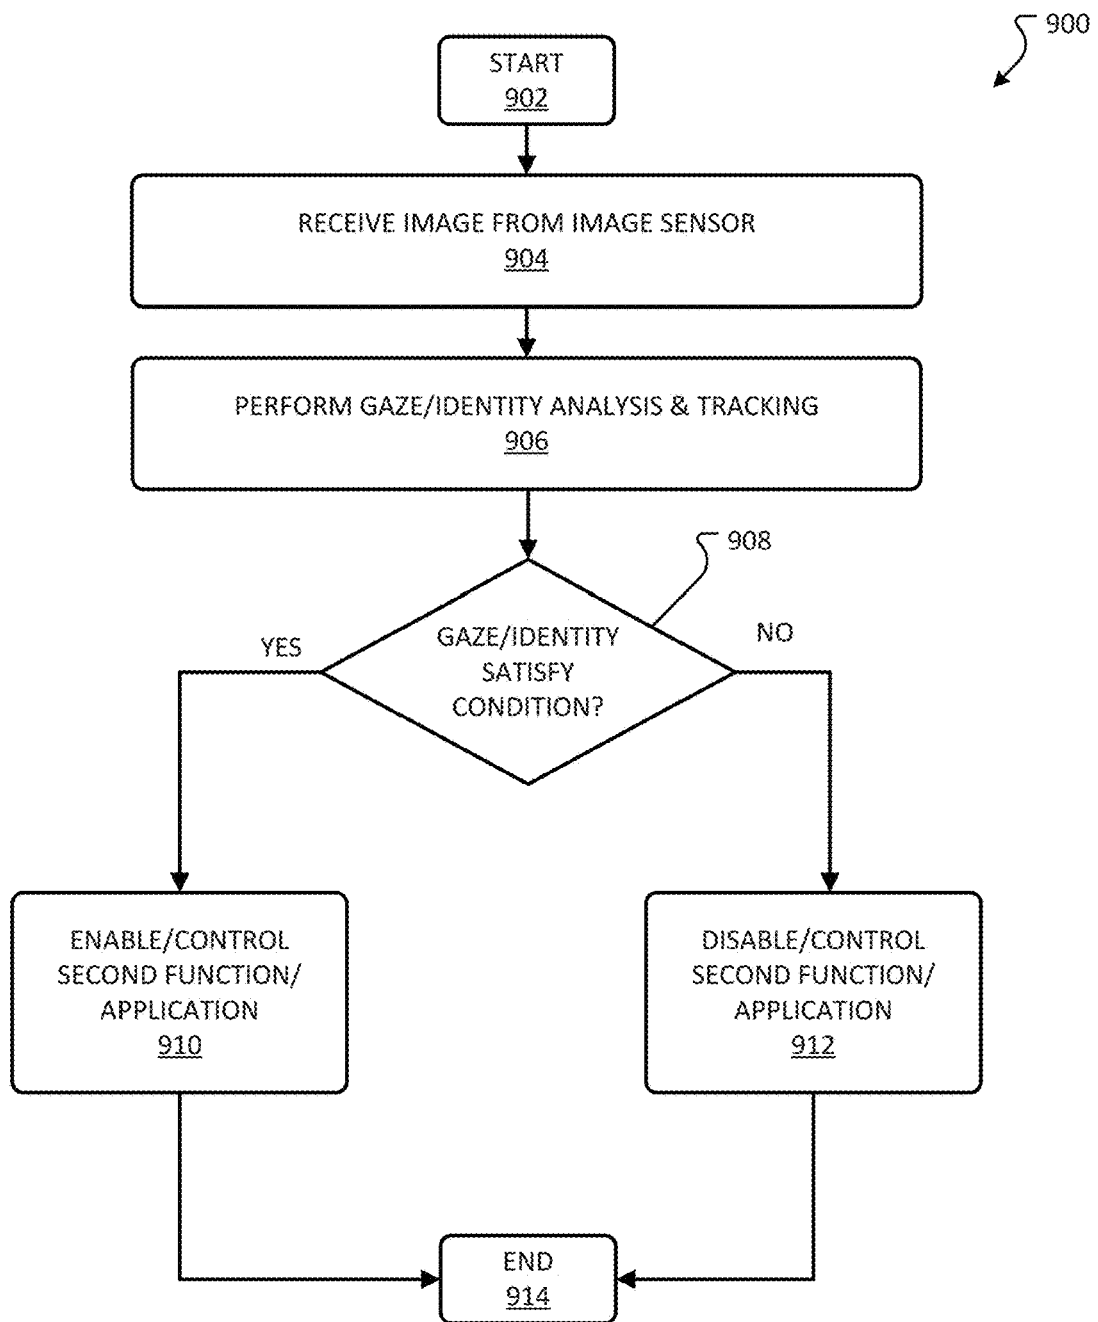 900
START
902
RECEIVE IMAGE FROM IMAGE SENSOR
904
PERFORM GAZE/IDENTITY ANALYSIS & TRACKING
906
908
YES
GAZE/IDENTITY
SATISFY
CONDITION?
NO
ENABLE/CONTROL
SECOND FUNCTION/
APPLICATION
910
DISABLE/CONTROL
SECOND FUNCTION/
APPLICATION
912
END
914